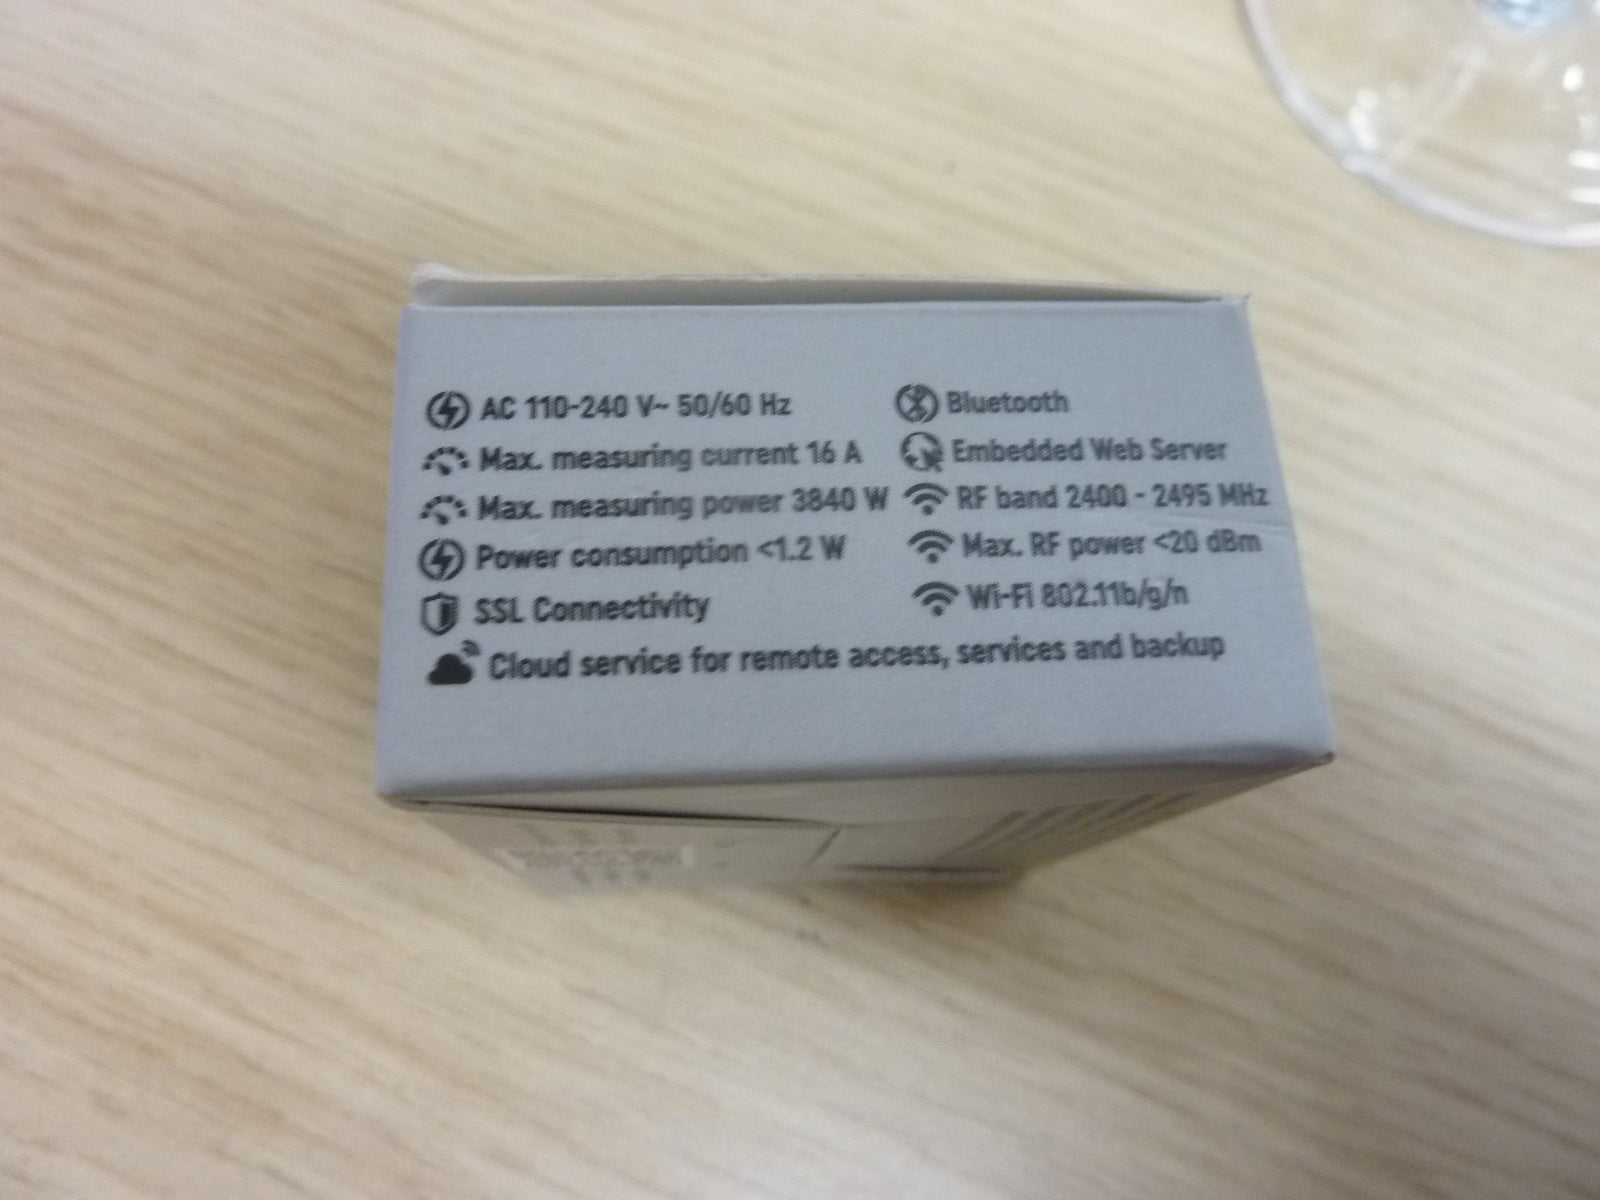 AC 110-240 V~ 50/60 Hz
Max. measuring current 16 A
Max. measuring power 3840 W
Power consumption <1.2 W
SSL Connectivity
Bluetooth
Embedded Web Server
RF band 2400 - 2495 MHz
Max. RF power <20 dBm
Wi-Fi 802.11b/g/n
Cloud service for remote access, services and backup